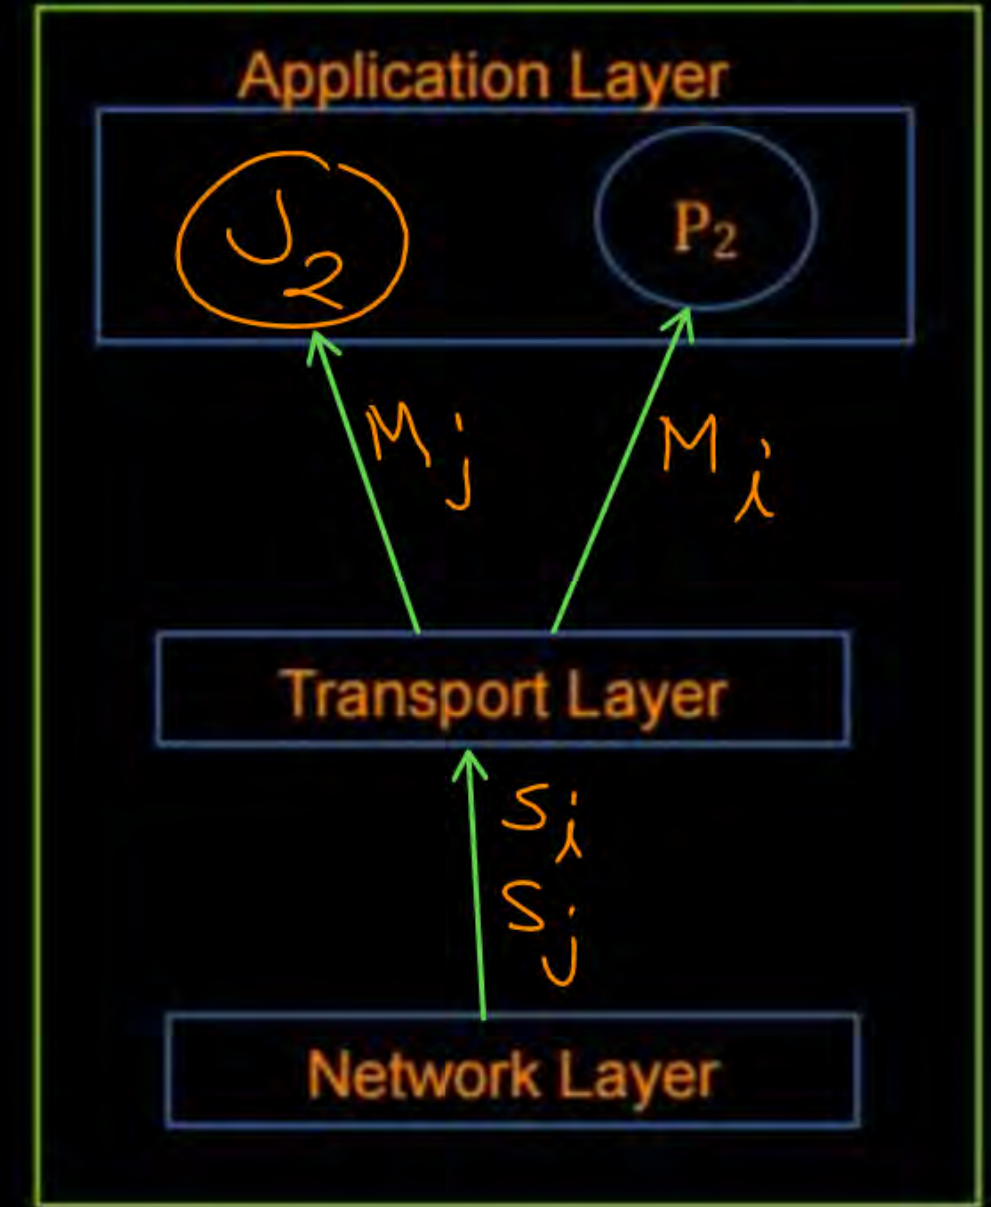 Application Layer
J2 P₂
Mj Mi
Transport Layer
Si
Sj
Network Layer